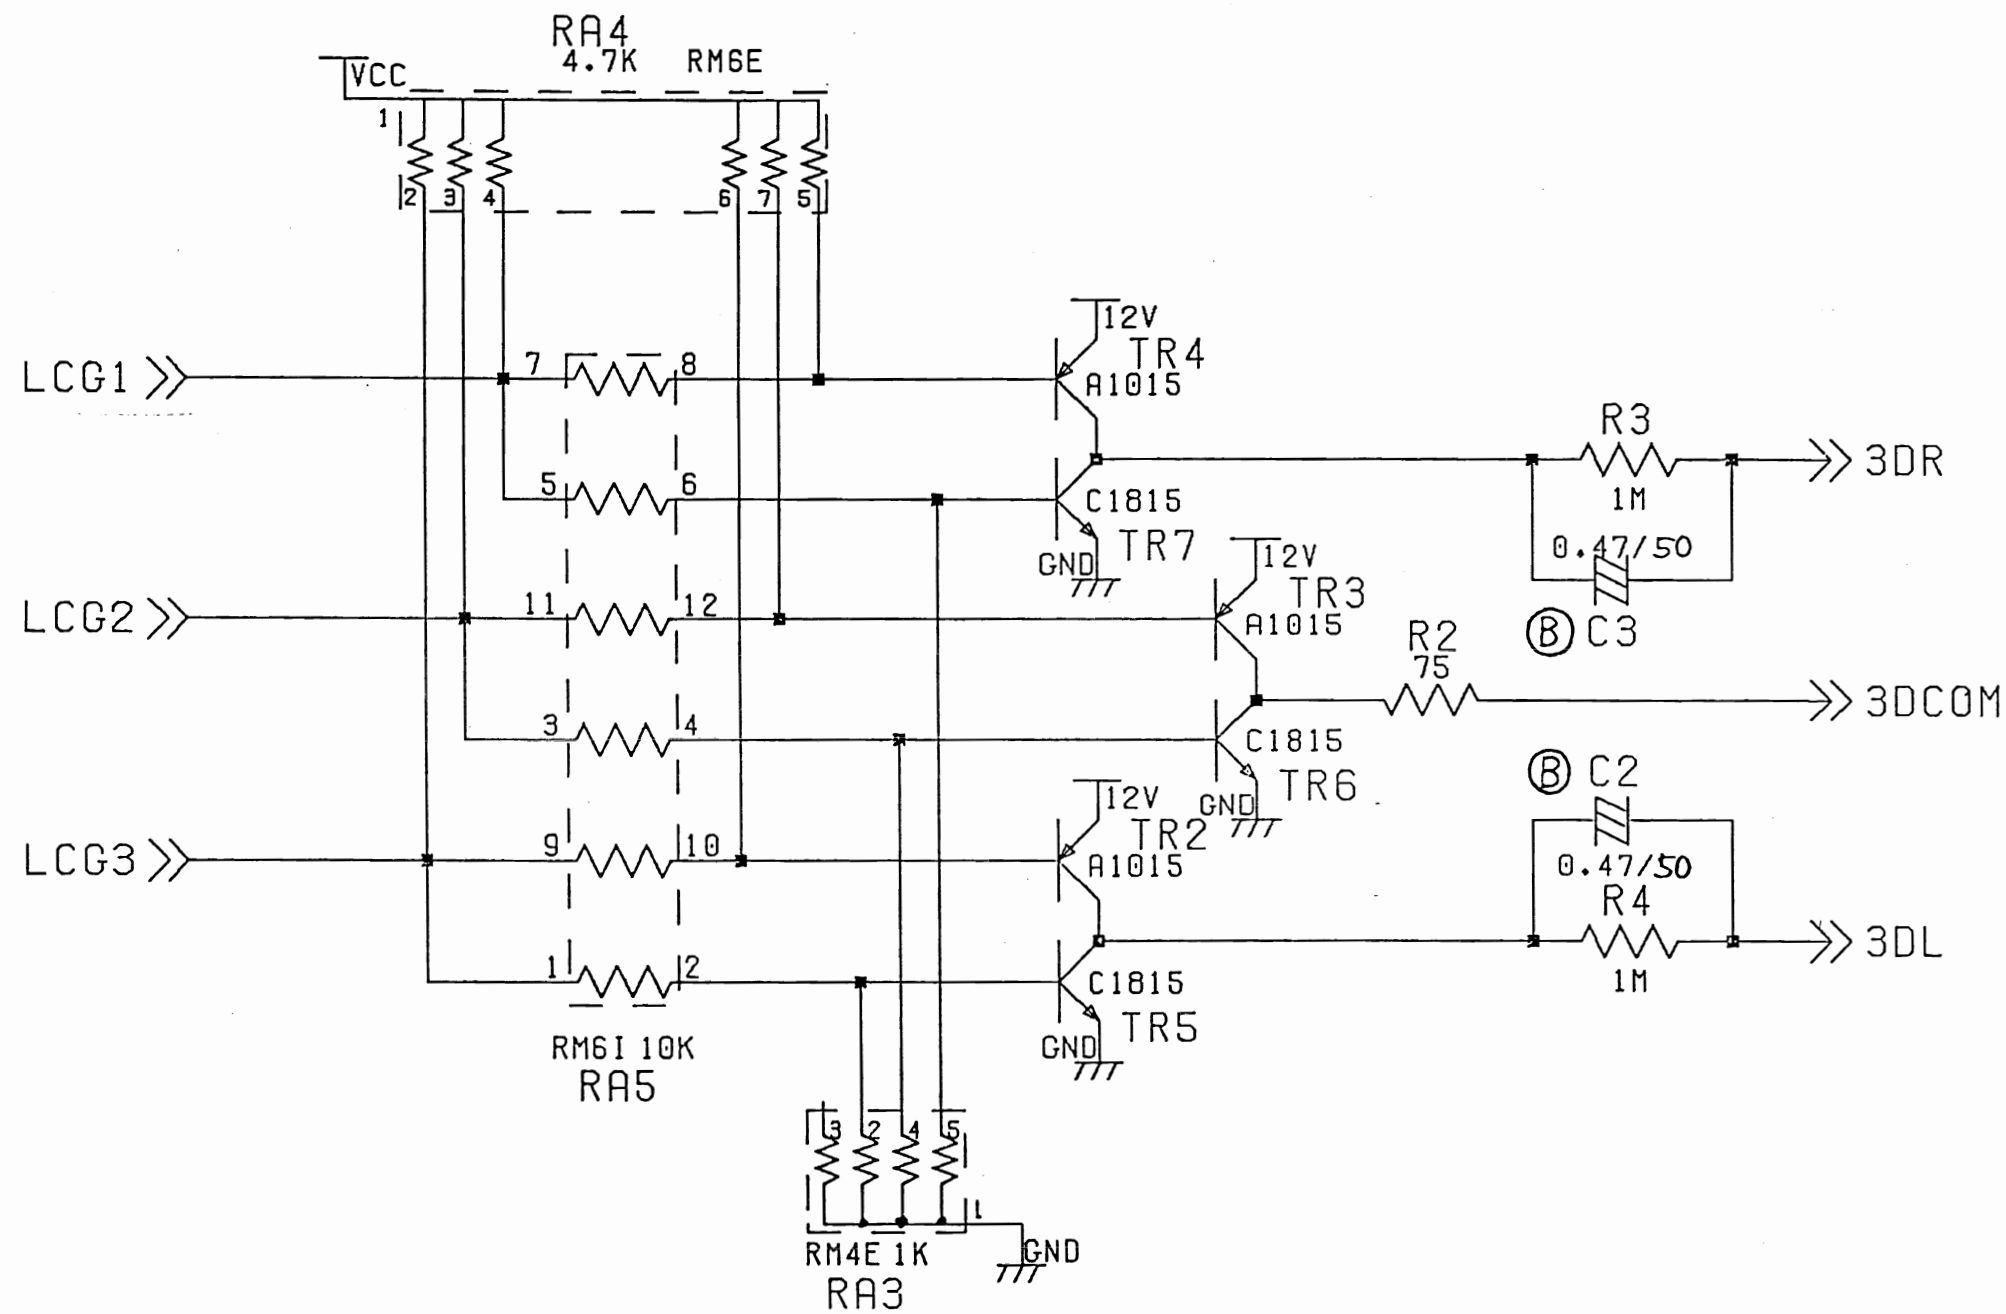 RA4
4.7K RM6E
VCC
1
2 3 4 6 7 5
12V
TR4
LCG1 7 8 A1015
R3
3DR
5 6 C1815 1M
TR7
GND
0.47/50
12V
TR3
LCG2 11 12 A1015
B C3
R2
75
3DCOM
3 4 C1815
TR6
B C2
12V GND
TR2
LCG3 9 10 A1015
0.47/50
R4
3DL
1 2 C1815 1M
TR5
GND
RM6I 10K
RA5
3 2 4 5
1
RM4E 1K GND
RA3